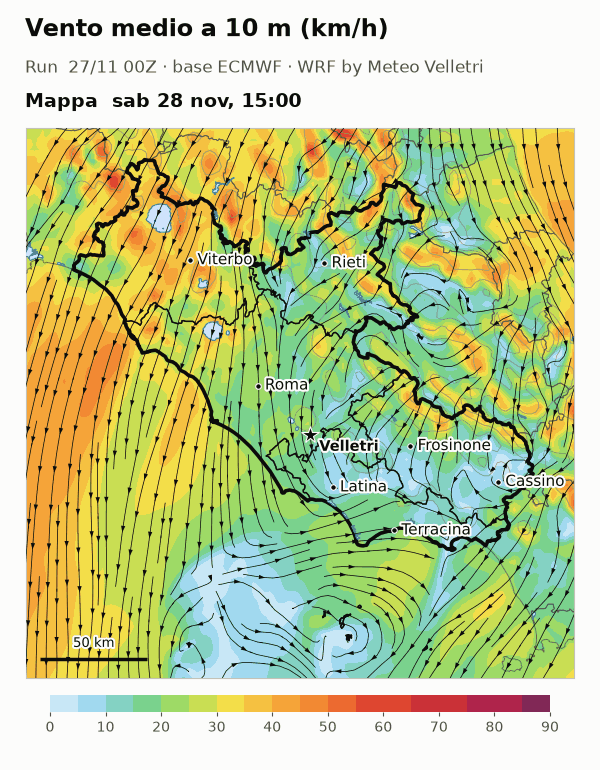 Vento medio a 10 m (km/h)
Run  27/11 00Z · base ECMWF · WRF by Meteo Velletri
Mappa  sab 28 nov, 15:00
Viterbo
Rieti
Roma
Velletri
Frosinone
Latina
Cassino
Terracina
50 km
0 10 20 30 40 50 60 70 80 90